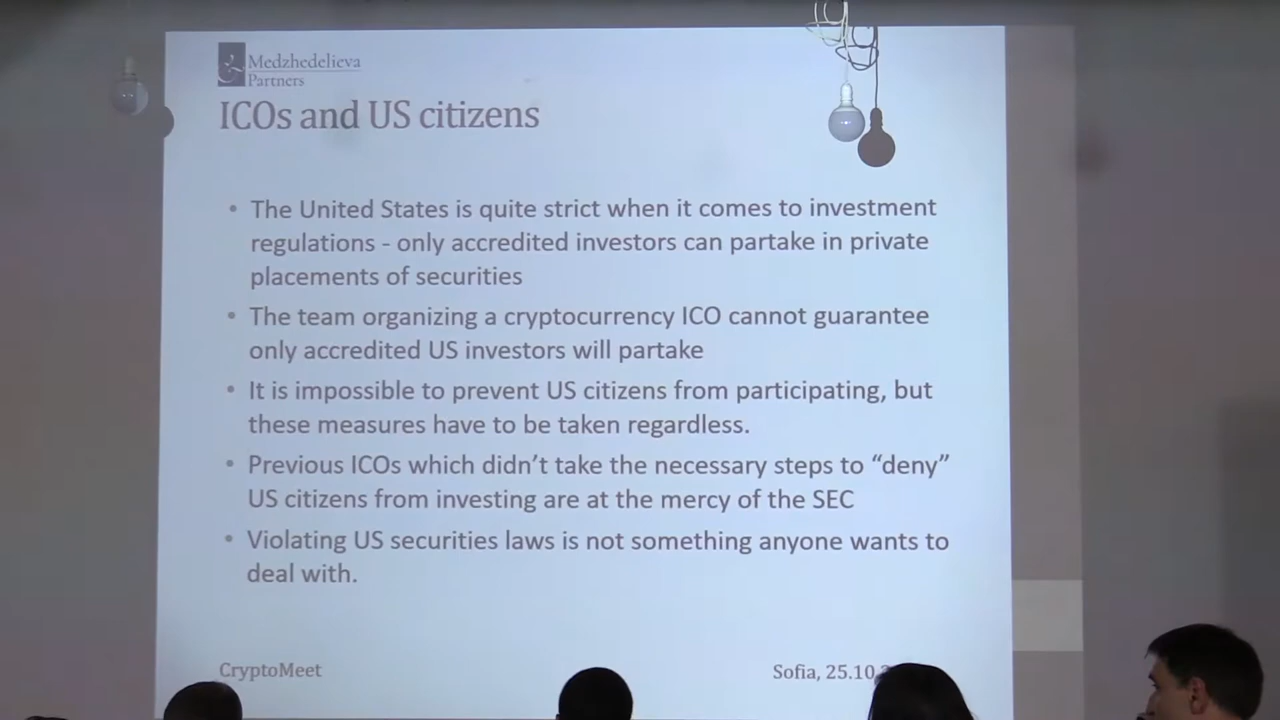 Medzhedelieva
Partners
ICOs and US citizens
• The United States is quite strict when it comes to investment
regulations - only accredited investors can partake in private
placements of securities
• The team organizing a cryptocurrency ICO cannot guarantee
only accredited US investors will partake
• It is impossible to prevent US citizens from participating, but
these measures have to be taken regardless.
• Previous ICOs which didn’t take the necessary steps to “deny”
US citizens from investing are at the mercy of the SEC
• Violating US securities laws is not something anyone wants to
deal with.
CryptoMeet
Sofia, 25.10.